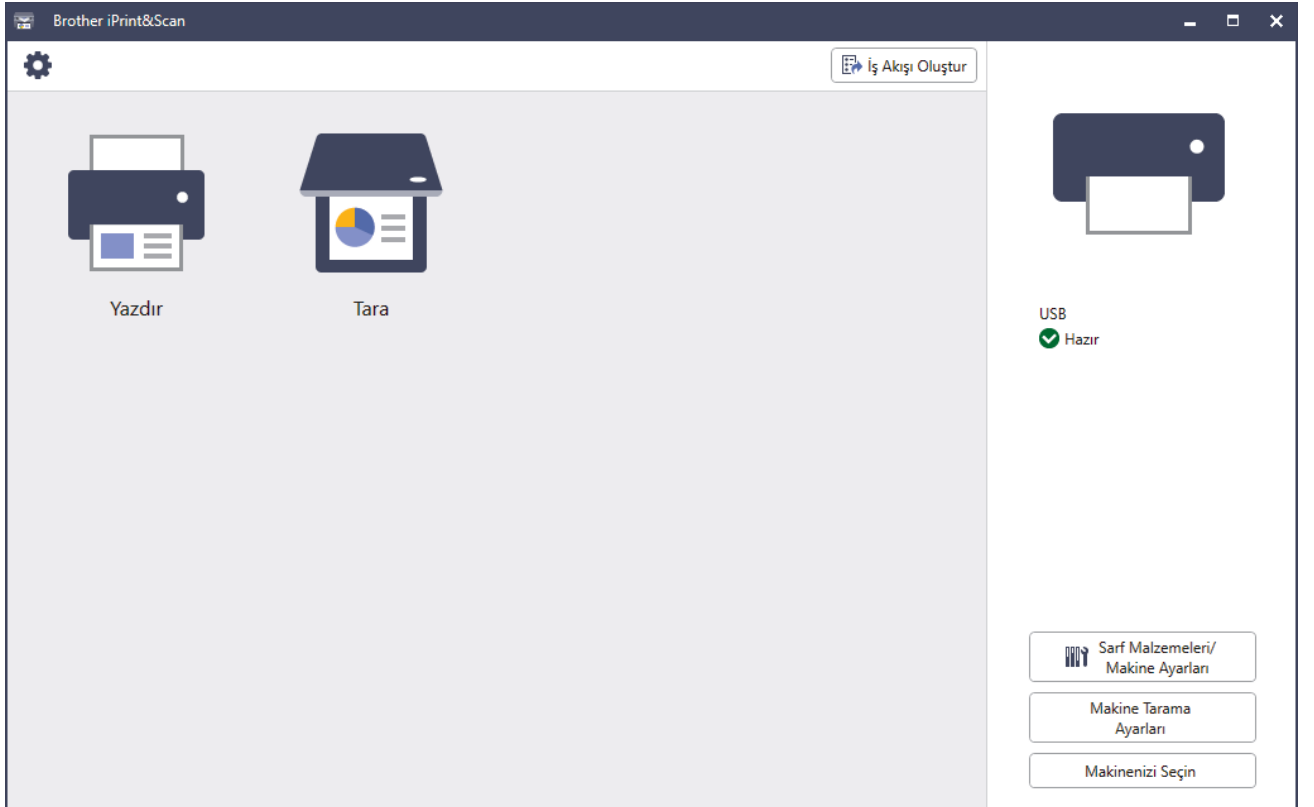 Brother iPrint&Scan
İş Akışı Oluştur
Yazdır
Tara
USB
Hazır
Sarf Malzemeleri/
Makine Ayarları
Makine Tarama
Ayarları
Makinenizi Seçin